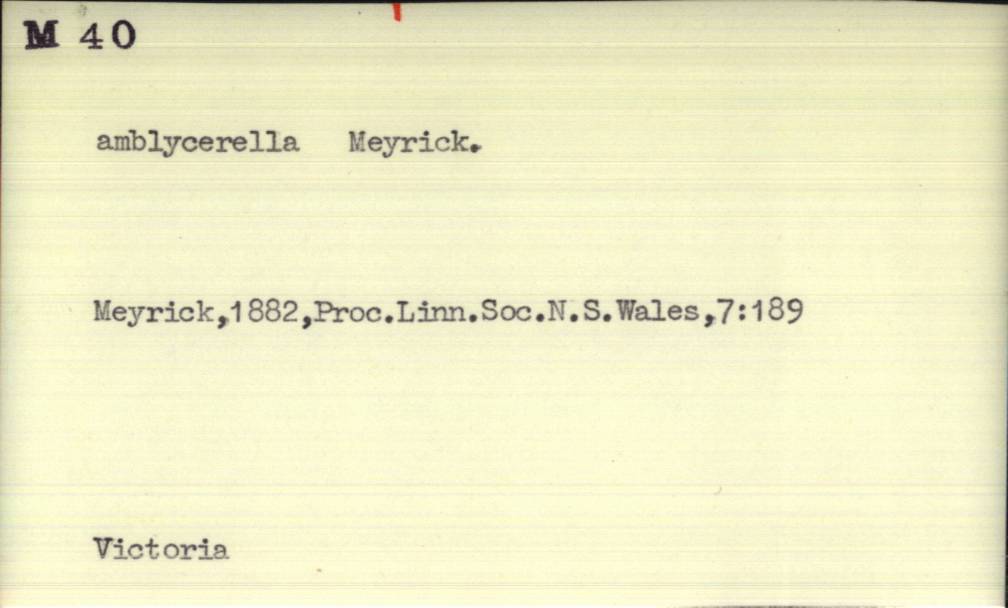 M 40
amblycerella Meyrick.
Meyrick,1882,Proc.Linn.Soc.N.S.Wales,7:189
Victoria